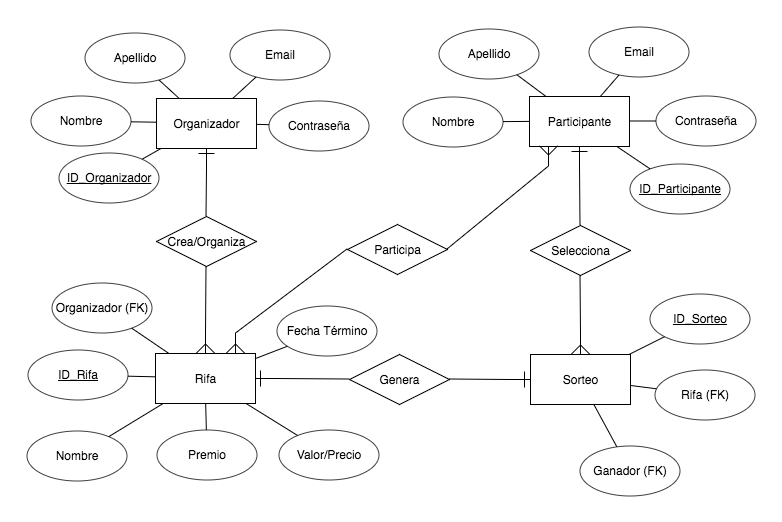 Apellido
Email
Apellido
Email
Nombre
Organizador
Contraseña
Nombre
Participante
Contraseña
ID_Organizador
ID_Participante
Crea/Organiza
Participa
Selecciona
Organizador (FK)
Fecha Término
ID_Sorteo
ID_Rifa
Rifa
Genera
Sorteo
Rifa (FK)
Nombre
Premio
Valor/Precio
Ganador (FK)